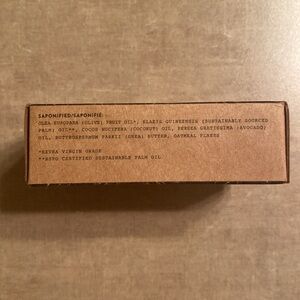 SAPONIFIED/SAPONIFIÉ:
OLEA EUROPAEA (OLIVE) FRUIT OIL*, ELAEIS GUINEENSIS (SUSTAINABLY SOURCED
PALM) OIL**, COCOS NUCIFERA (COCONUT) OIL, PERSEA GRATISSIMA (AVOCADO)
OIL, BUTYROSPERMUM PARKII (SHEA) BUTTER, OATMEAL FLAKES
*EXTRA VIRGIN GRADE
**RSPO CERTIFIED SUSTAINABLE PALM OIL